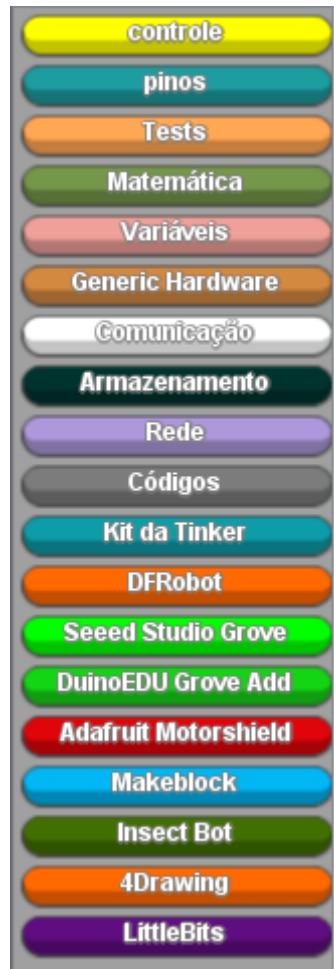 controle
pinos
Tests
Matemática
Variáveis
Generic Hardware
Comunicação
Armazenamento
Rede
Códigos
Kit da Tinker
DFRobot
Seeed Studio Grove
DuinoEDU Grove Add
Adafruit Motorshield
Makeblock
Insect Bot
4Drawing
LittleBits